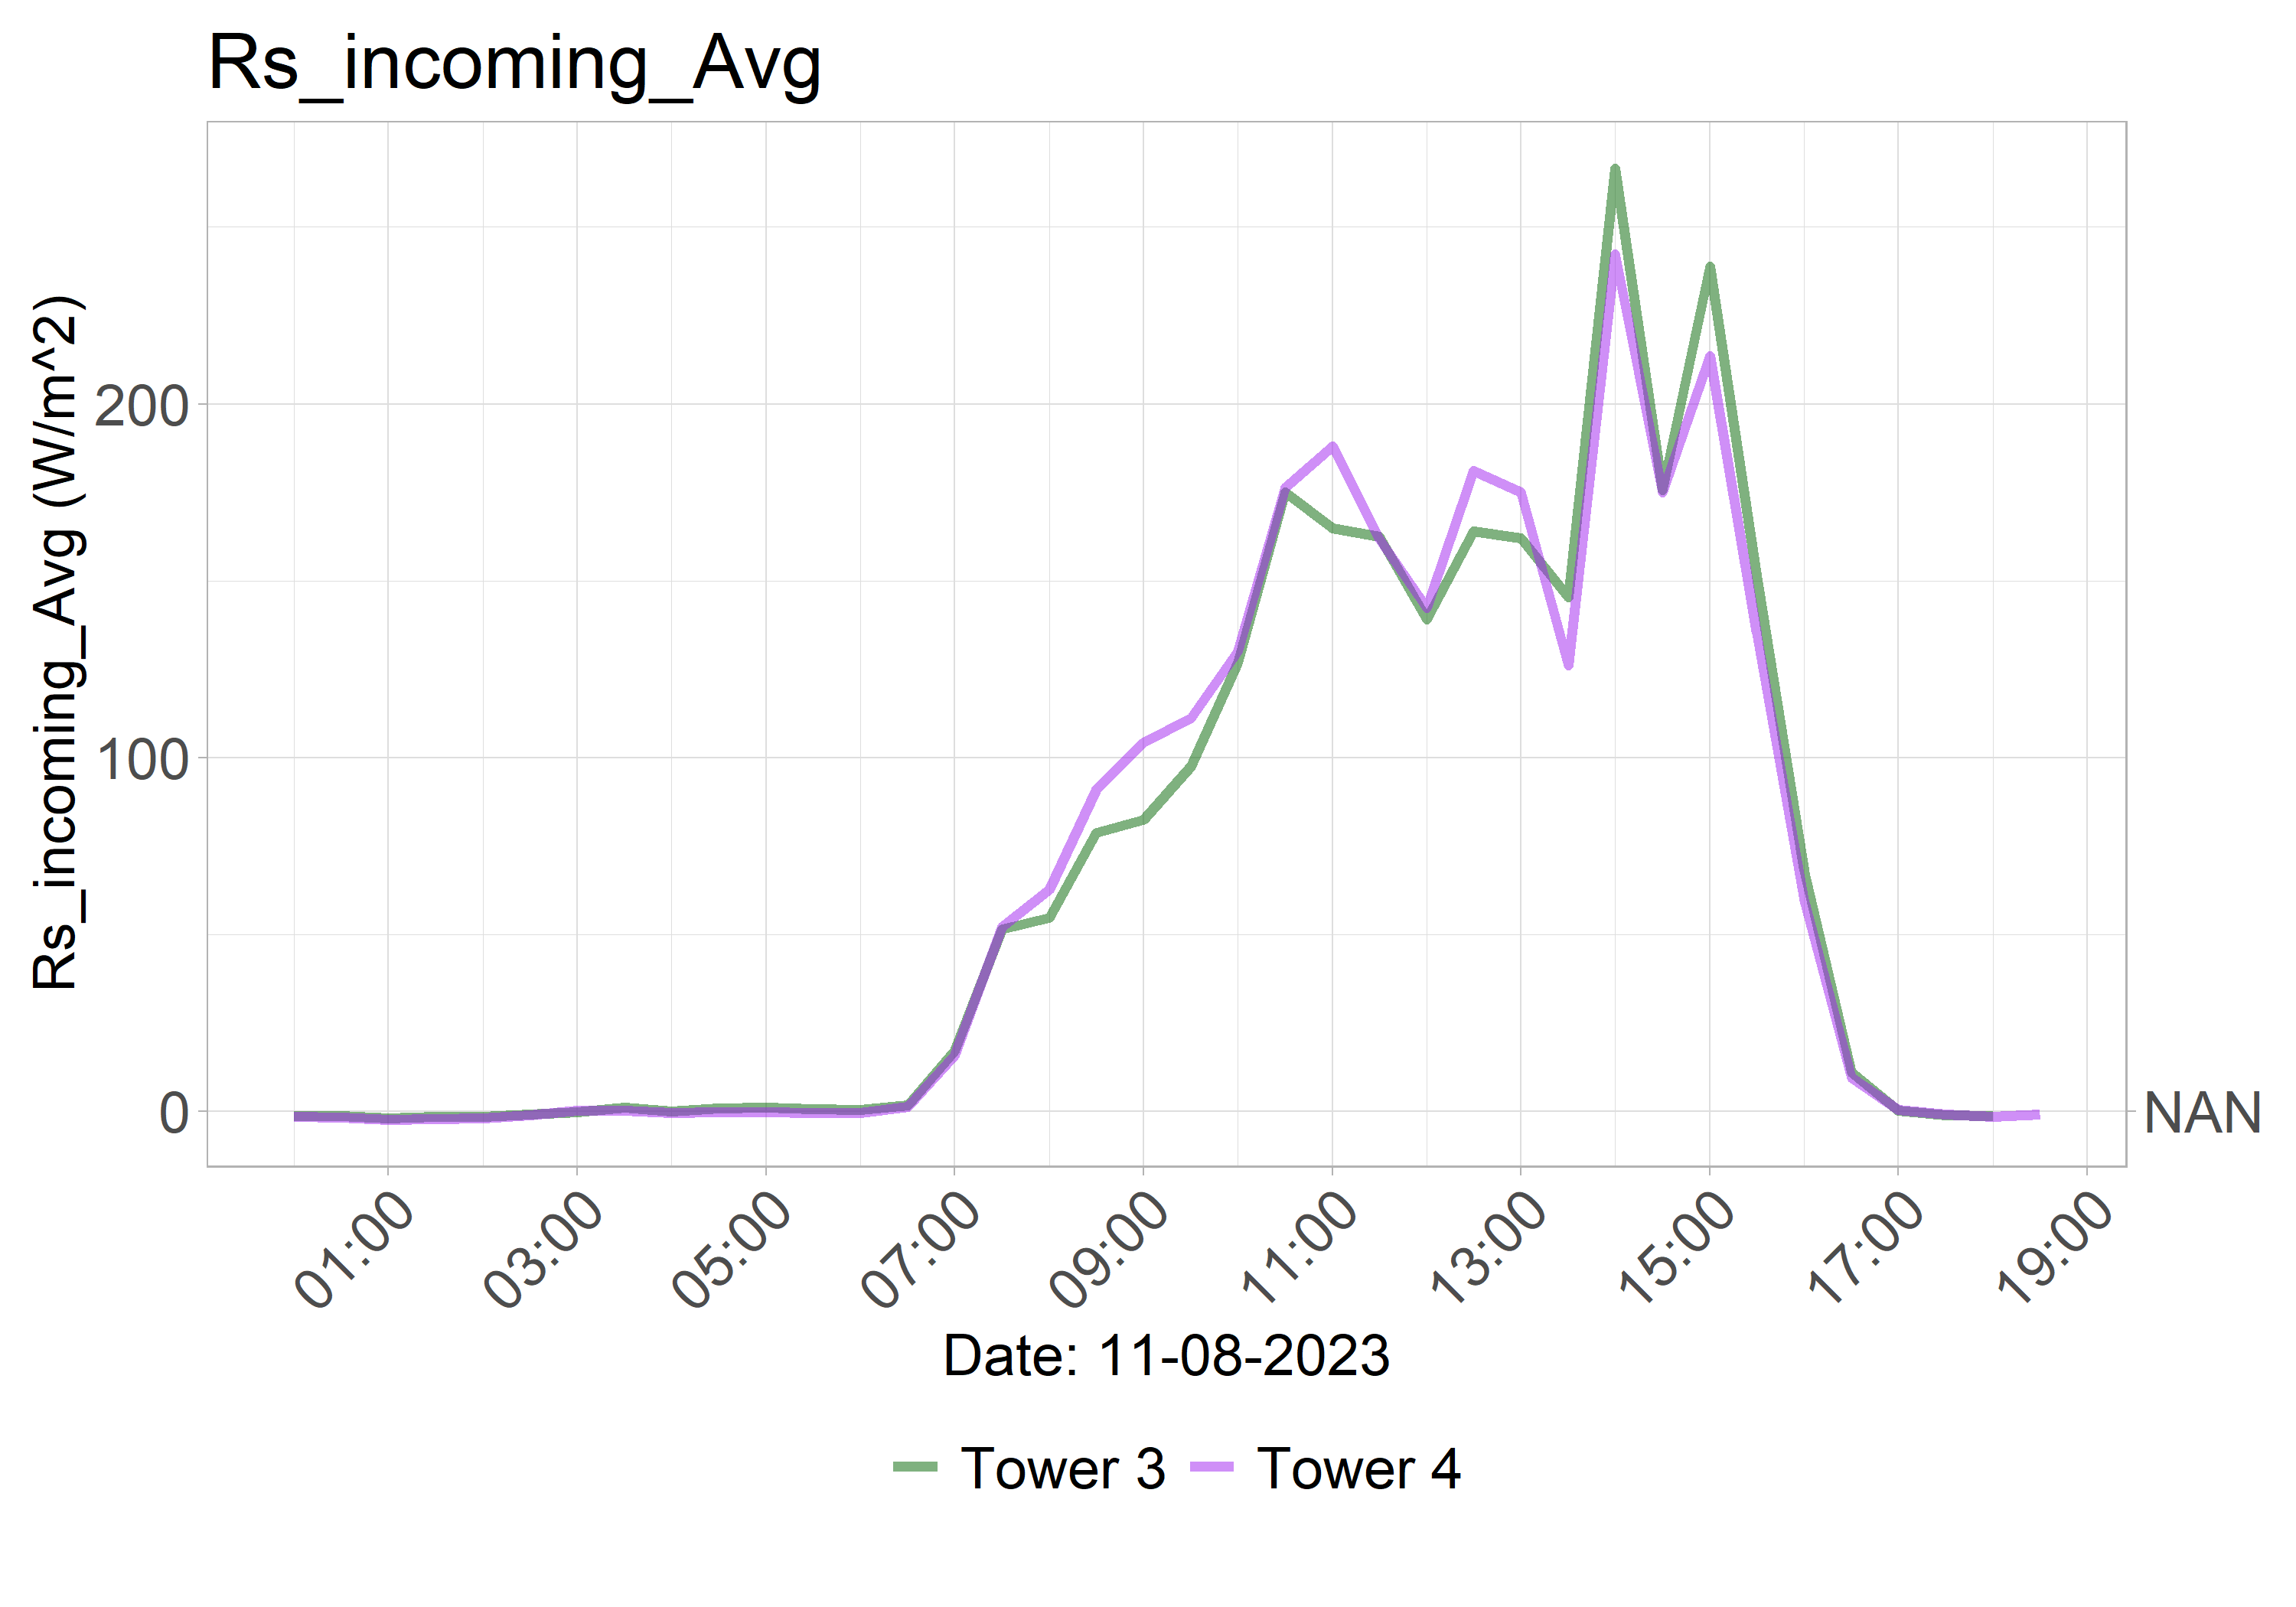 Rs_incoming_Avg
Rs_incoming_Avg (W/m^2)
200
100
0
NAN
01:00 03:00 05:00 07:00 09:00 11:00 13:00 15:00 17:00 19:00
Date: 11-08-2023
Tower 3 Tower 4